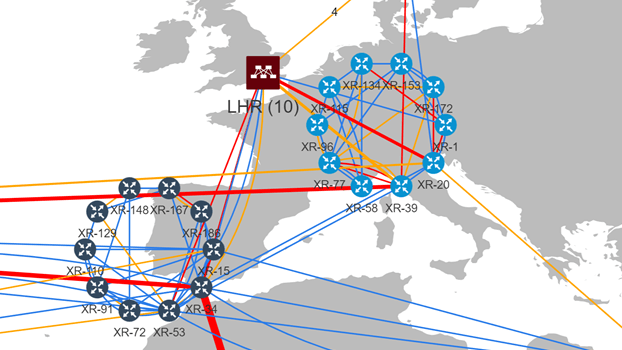 4
LHR (10)
XR-134
XR-153
XR-115
XR-172
XR-96
XR-1
XR-77
XR-20
XR-58
XR-39
XR-148
XR-167
XR-129
XR-186
XR-110
XR-15
XR-91
XR-34
XR-72
XR-53